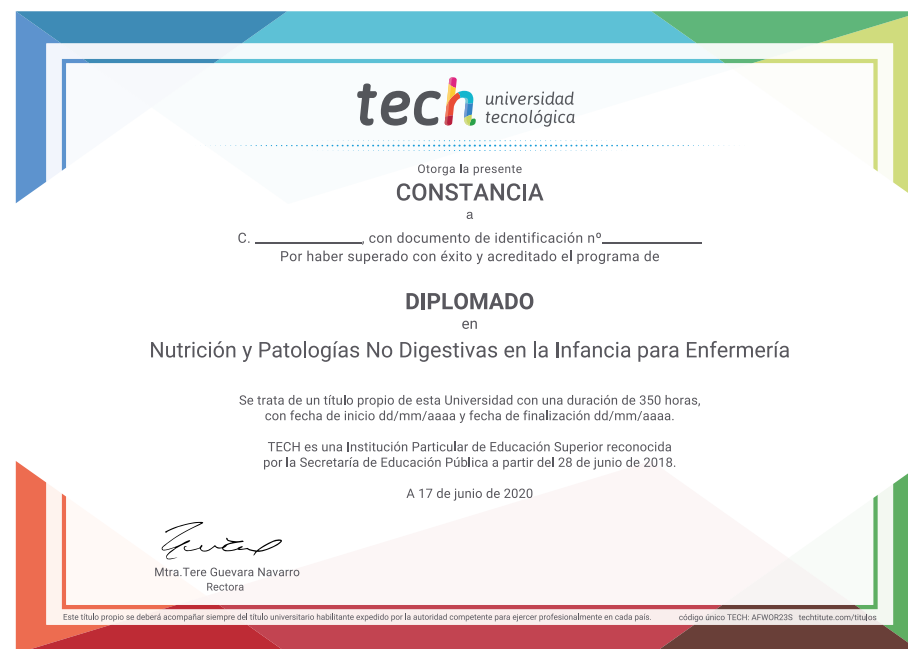 tech universidad
tecnológica
Otorga la presente
CONSTANCIA
a
C. ____________, con documento de identificación nº____________
Por haber superado con éxito y acreditado el programa de
DIPLOMADO
en
Nutrición y Patologías No Digestivas en la Infancia para Enfermería
Se trata de un título propio de esta Universidad con una duración de 350 horas,
con fecha de inicio dd/mm/aaaa y fecha de finalización dd/mm/aaaa.
TECH es una Institución Particular de Educación Superior reconocida
por la Secretaría de Educación Pública a partir del 28 de junio de 2018.
A 17 de junio de 2020
Mtra.Tere Guevara Navarro
Rectora
Este título propio se deberá acompañar siempre del título universitario habilitante expedido por la autoridad competente para ejercer profesionalmente en cada país. código único TECH: AFWOR23S techtitute.com/titulos